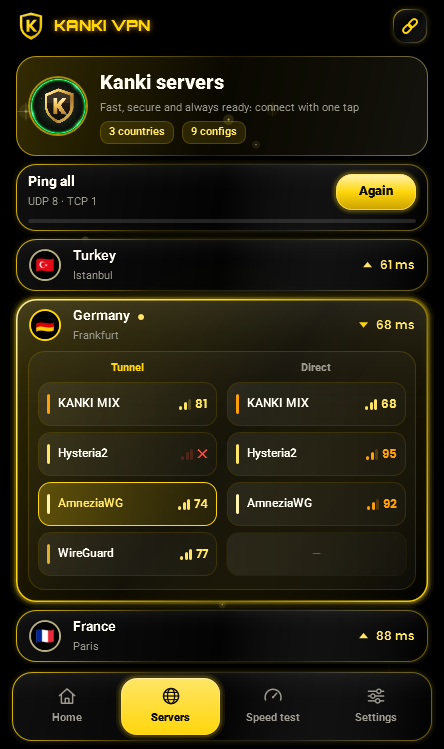 KANKI VPN
Kanki servers
Fast, secure and always ready: connect with one tap
3 countries 9 configs
Ping all
UDP 8 · TCP 1
Again
Turkey
Istanbul
61 ms
Germany
Frankfurt
68 ms
Tunnel Direct
KANKI MIX 81 KANKI MIX 68
Hysteria2 Hysteria2 95
AmneziaWG 74 AmneziaWG 92
WireGuard 77 –
France
Paris
88 ms
Home Servers Speed test Settings